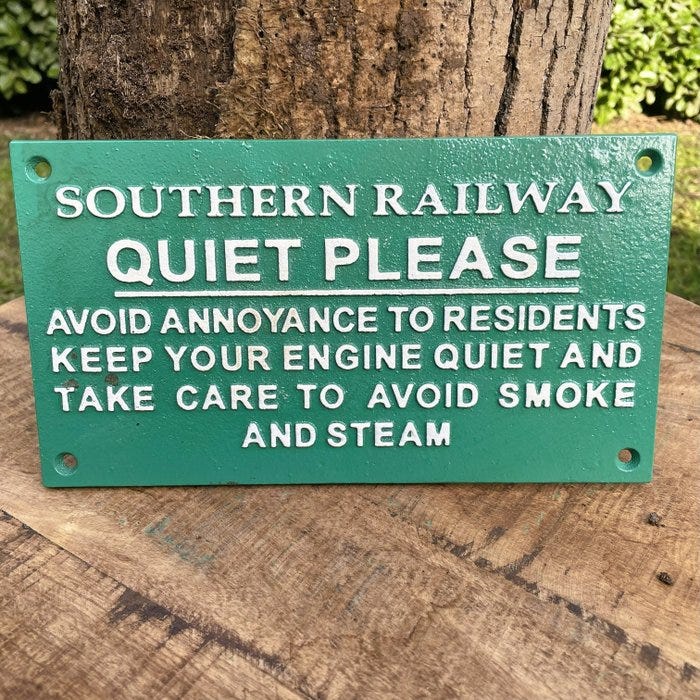 SOUTHERN RAILWAY
QUIET PLEASE
AVOID ANNOYANCE TO RESIDENTS
KEEP YOUR ENGINE QUIET AND
TAKE CARE TO AVOID SMOKE
AND STEAM